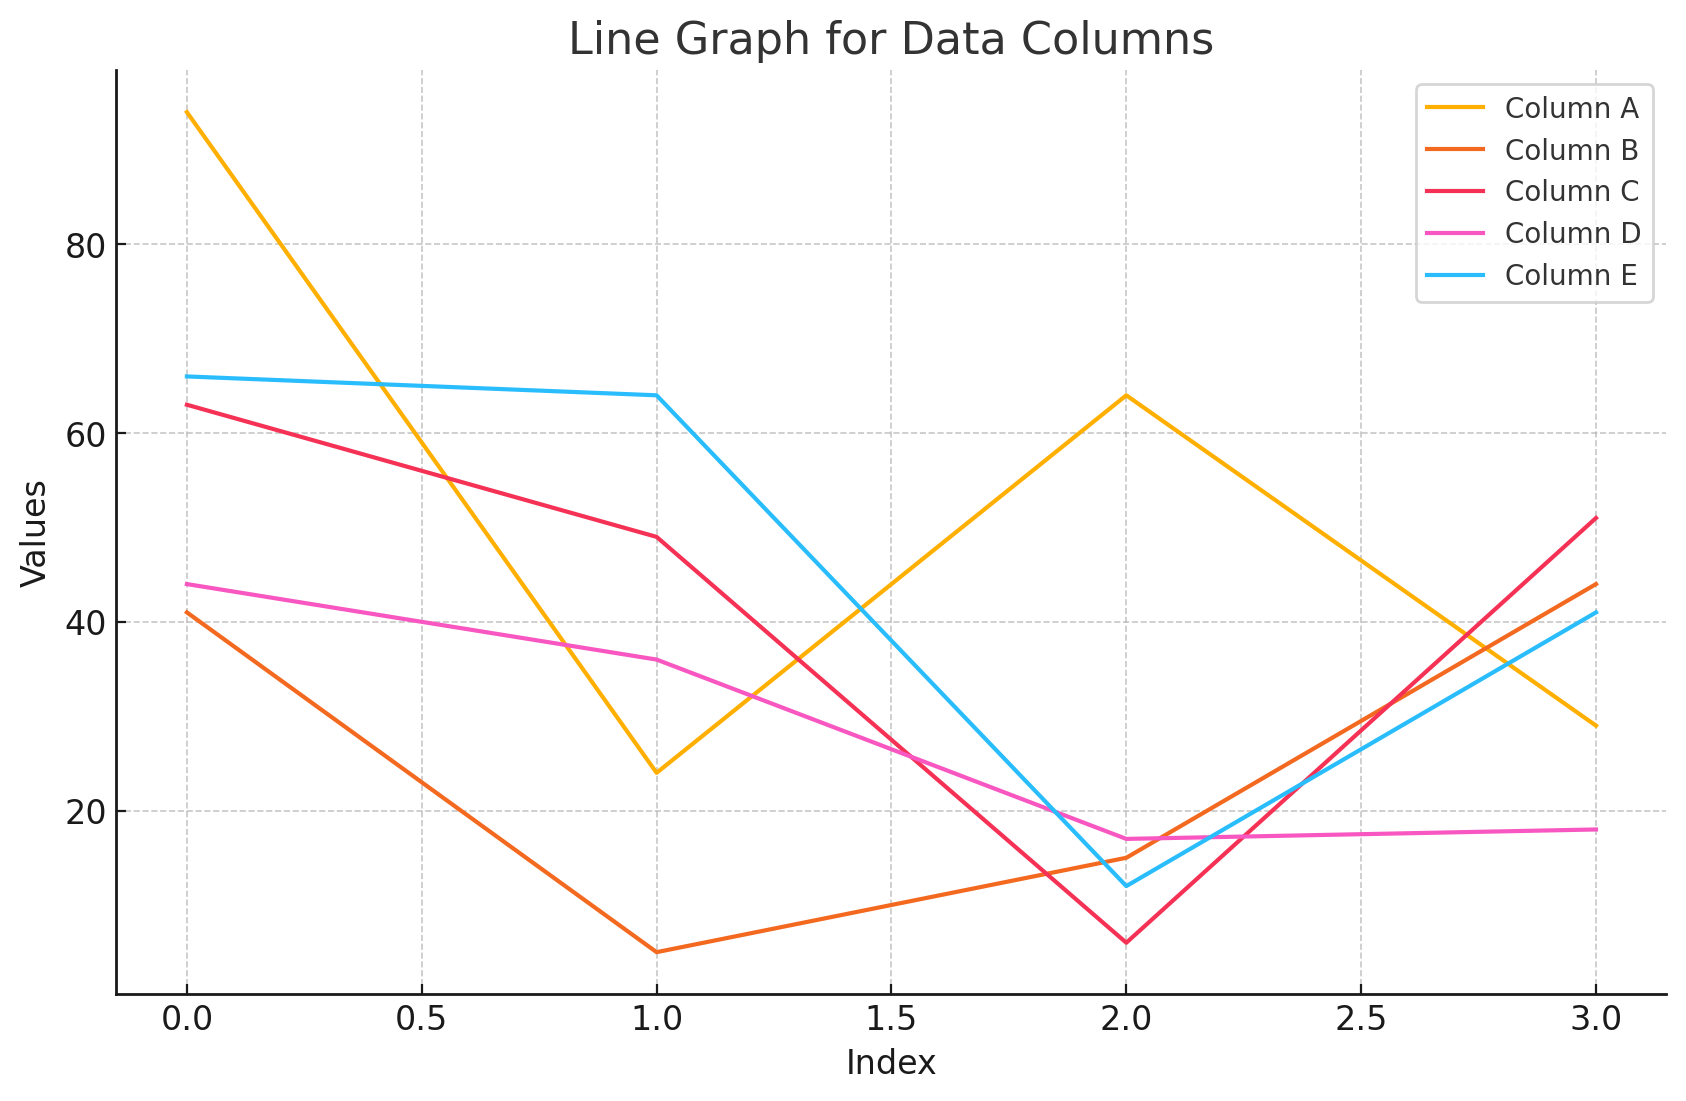 Line Graph for Data Columns
Column A
Column B
Column C
Column D
Column E
80
60
40
20
Values
0.0 0.5 1.0 1.5 2.0 2.5 3.0
Index